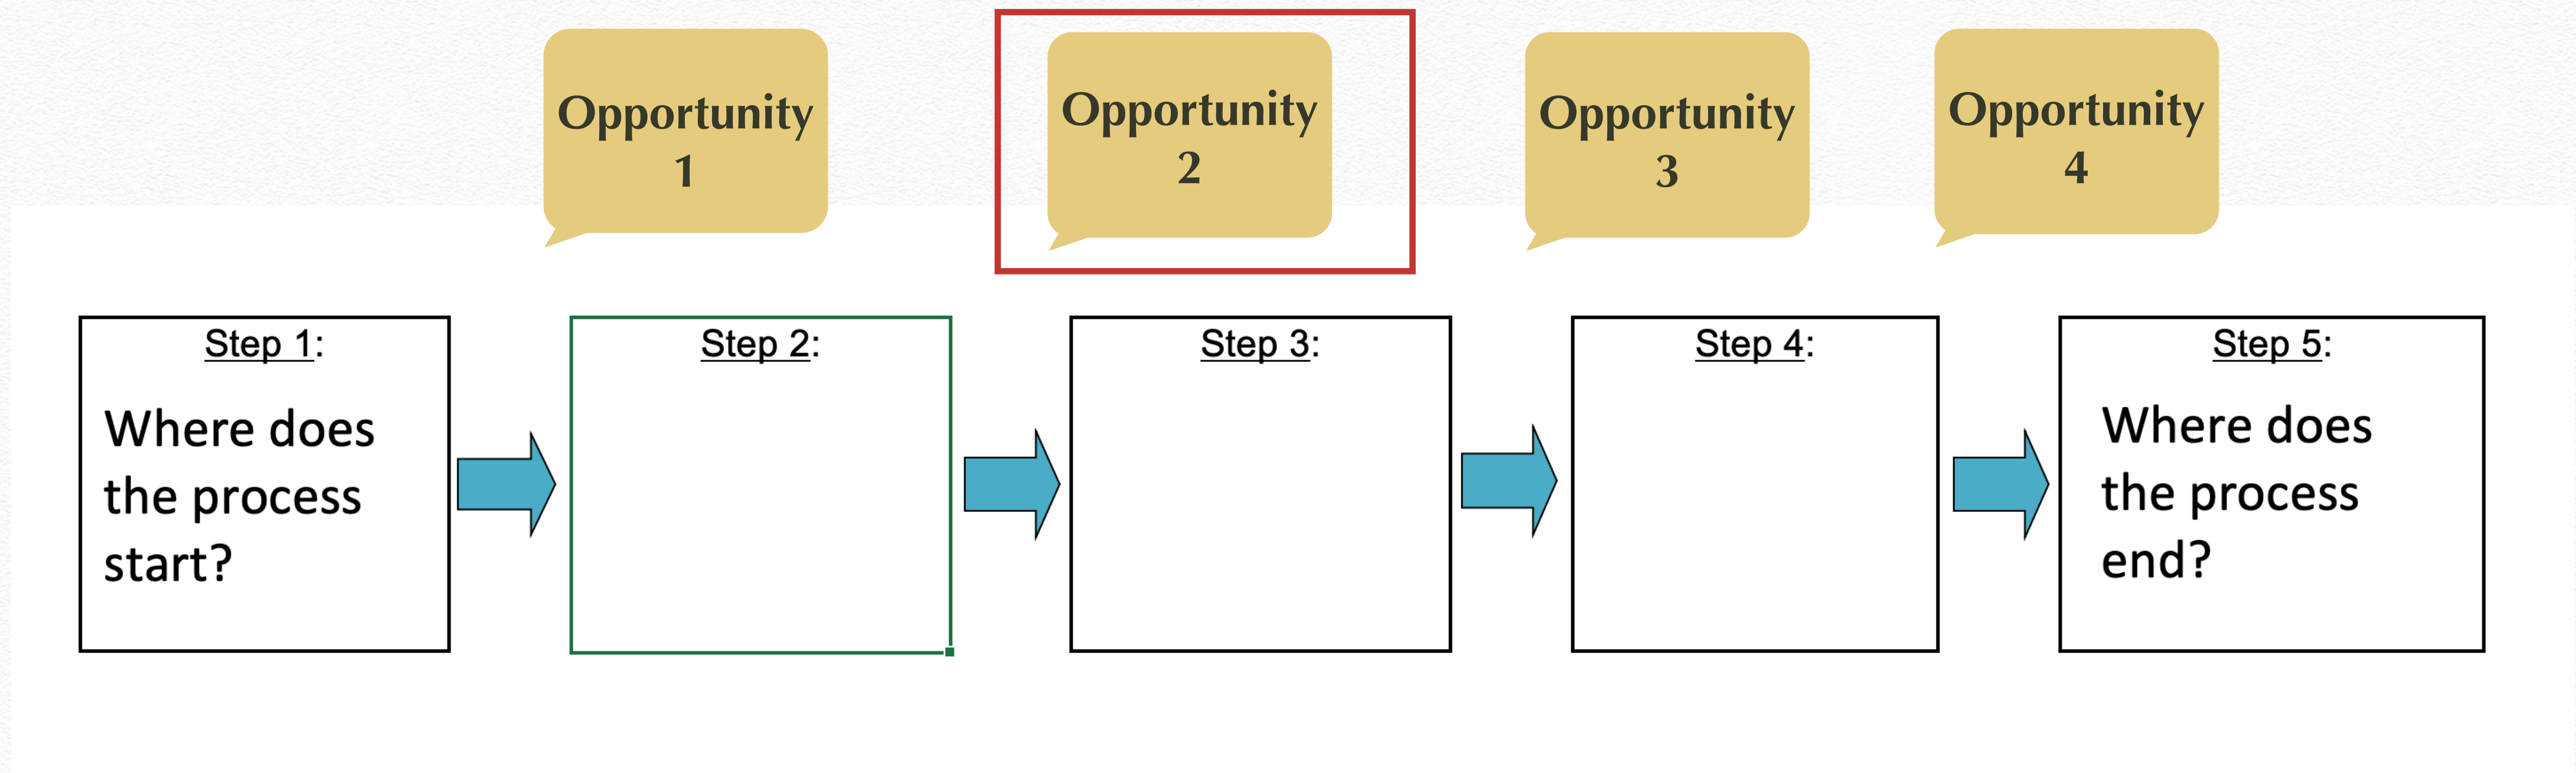 Opportunity
1
Opportunity
2
Opportunity
3
Opportunity
4
Step 1:
Where does
the process
start?
Step 2:
Step 3:
Step 4:
Step 5:
Where does
the process
end?